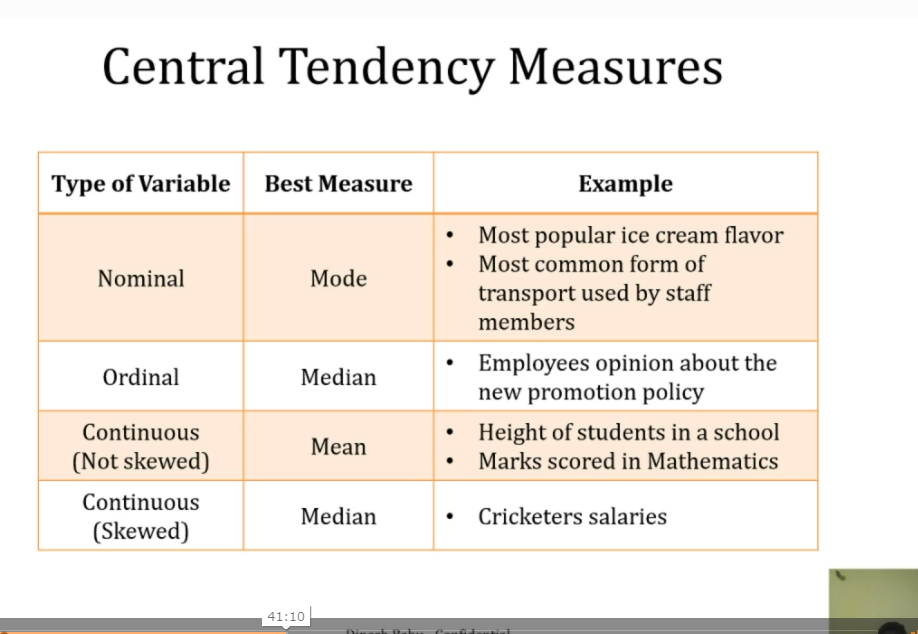 Central Tendency Measures
Type of Variable
Best Measure
Example
Nominal
Mode
• Most popular ice cream flavor
• Most common form of
transport used by staff
members
Ordinal
Median
• Employees opinion about the
new promotion policy
Continuous
(Not skewed)
Mean
• Height of students in a school
• Marks scored in Mathematics
Continuous
(Skewed)
Median
• Cricketers salaries
41:10